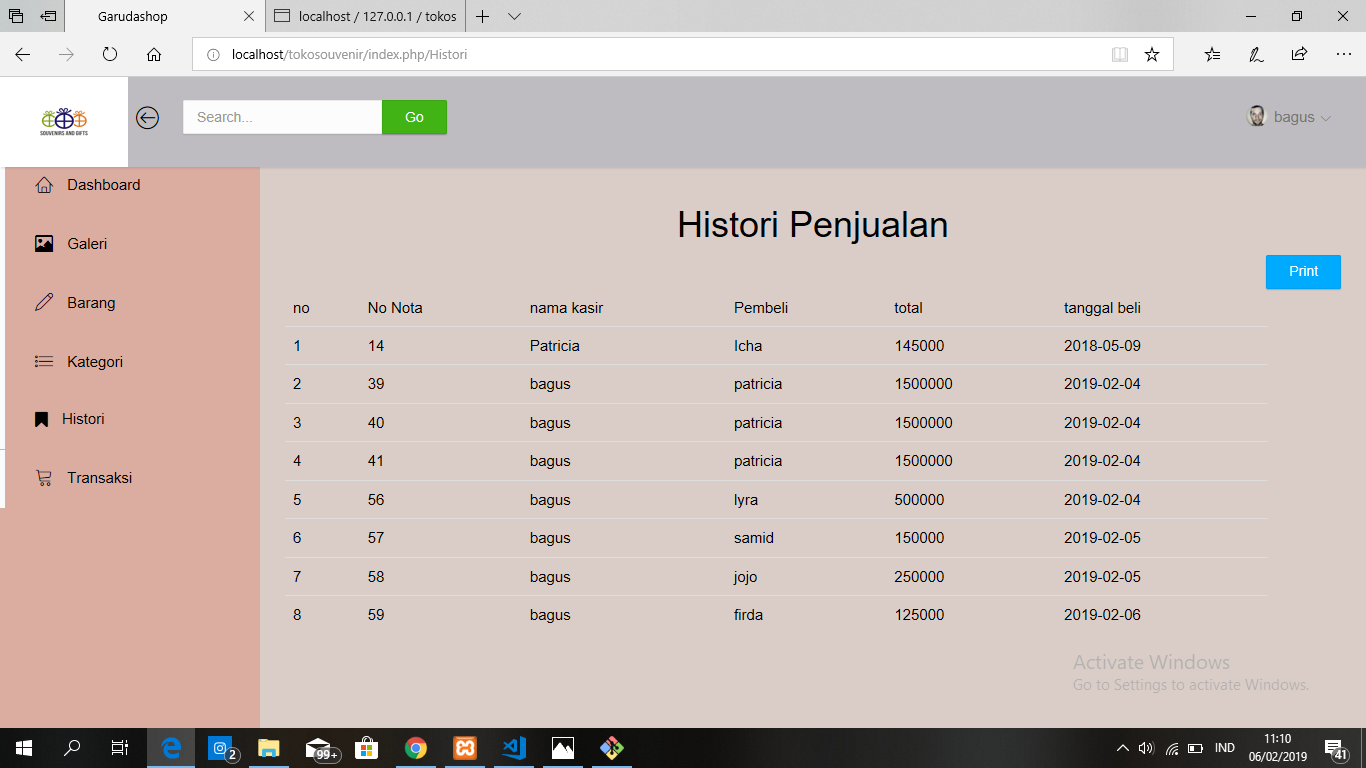 Garudashop
localhost / 127.0.0.1 / tokos
localhost/tokosouvenir/index.php/Histori
SOUVENIRS AND GIFTS
Search...
Go
bagus
Dashboard
Galeri
Barang
Kategori
Histori
Transaksi
Histori Penjualan
Print
no No Nota nama kasir Pembeli total tanggal beli
1 14 Patricia Icha 145000 2018-05-09
2 39 bagus patricia 1500000 2019-02-04
3 40 bagus patricia 1500000 2019-02-04
4 41 bagus patricia 1500000 2019-02-04
5 56 bagus lyra 500000 2019-02-04
6 57 bagus samid 150000 2019-02-05
7 58 bagus jojo 250000 2019-02-05
8 59 bagus firda 125000 2019-02-06
Activate Windows
Go to Settings to activate Windows.
2
99+
IND
11:10
06/02/2019
41